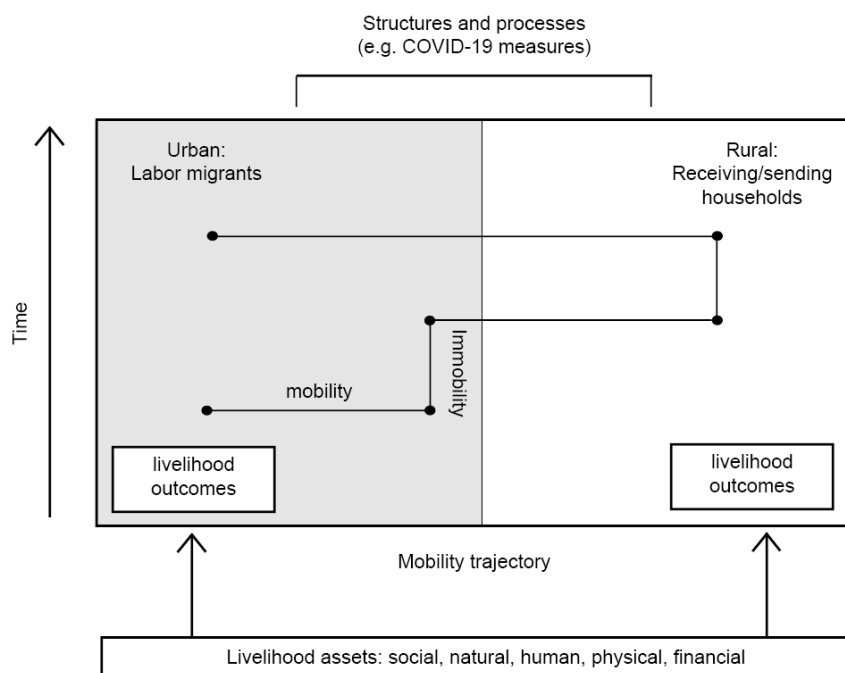 Structures and processes
(e.g. COVID-19 measures)
Urban:
Labor migrants
Rural:
Receiving/sending
households
Time
Immobility
mobility
livelihood
outcomes
livelihood
outcomes
Mobility trajectory
Livelihood assets: social, natural, human, physical, financial